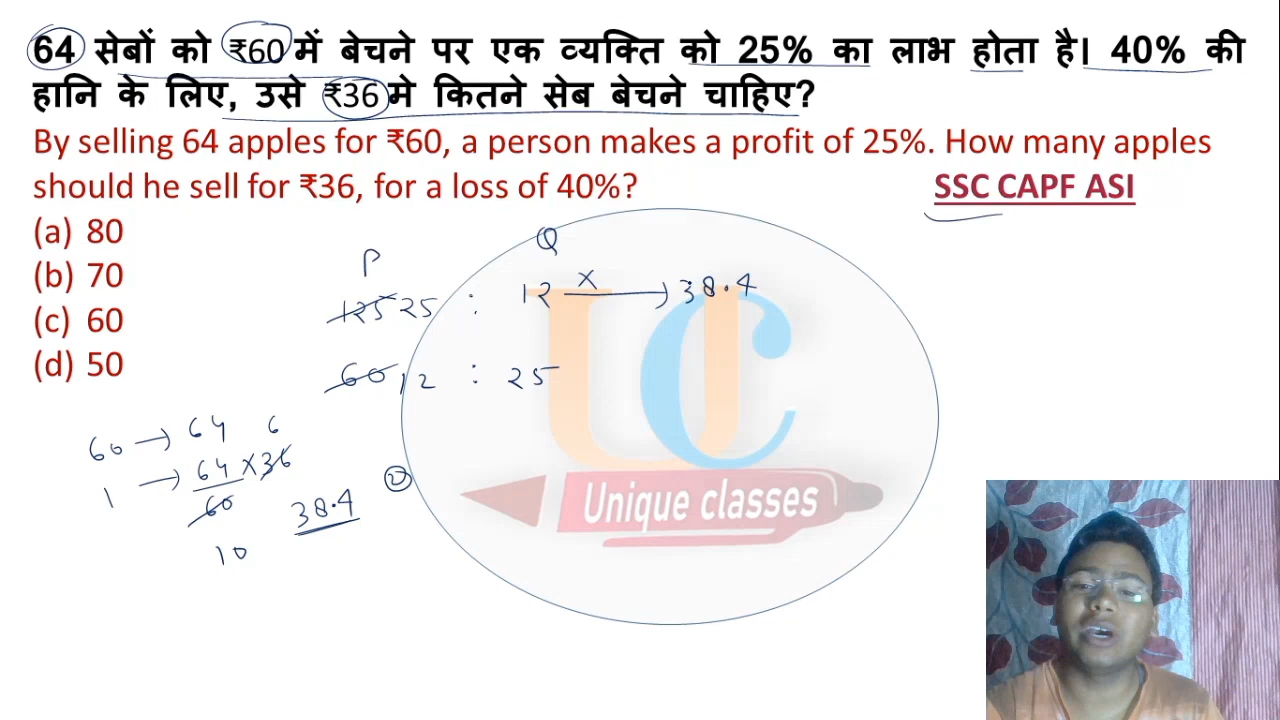 64 सेबों को ₹60 में बेचने पर एक व्यक्ति को 25% का लाभ होता है। 40% की
हानि के लिए, उसे ₹36 मे कितने सेब बेचने चाहिए?
By selling 64 apples for ₹60, a person makes a profit of 25%. How many apples
should he sell for ₹36, for a loss of 40%?
SSC CAPF ASI
(a) 80
(b) 70
(c) 60
(d) 50
P Q
125 25 : 12 x → 38.4
60 12 : 25
60 → 64 6
1 → 64 × 36
60 38.4
10
UC
Unique classes